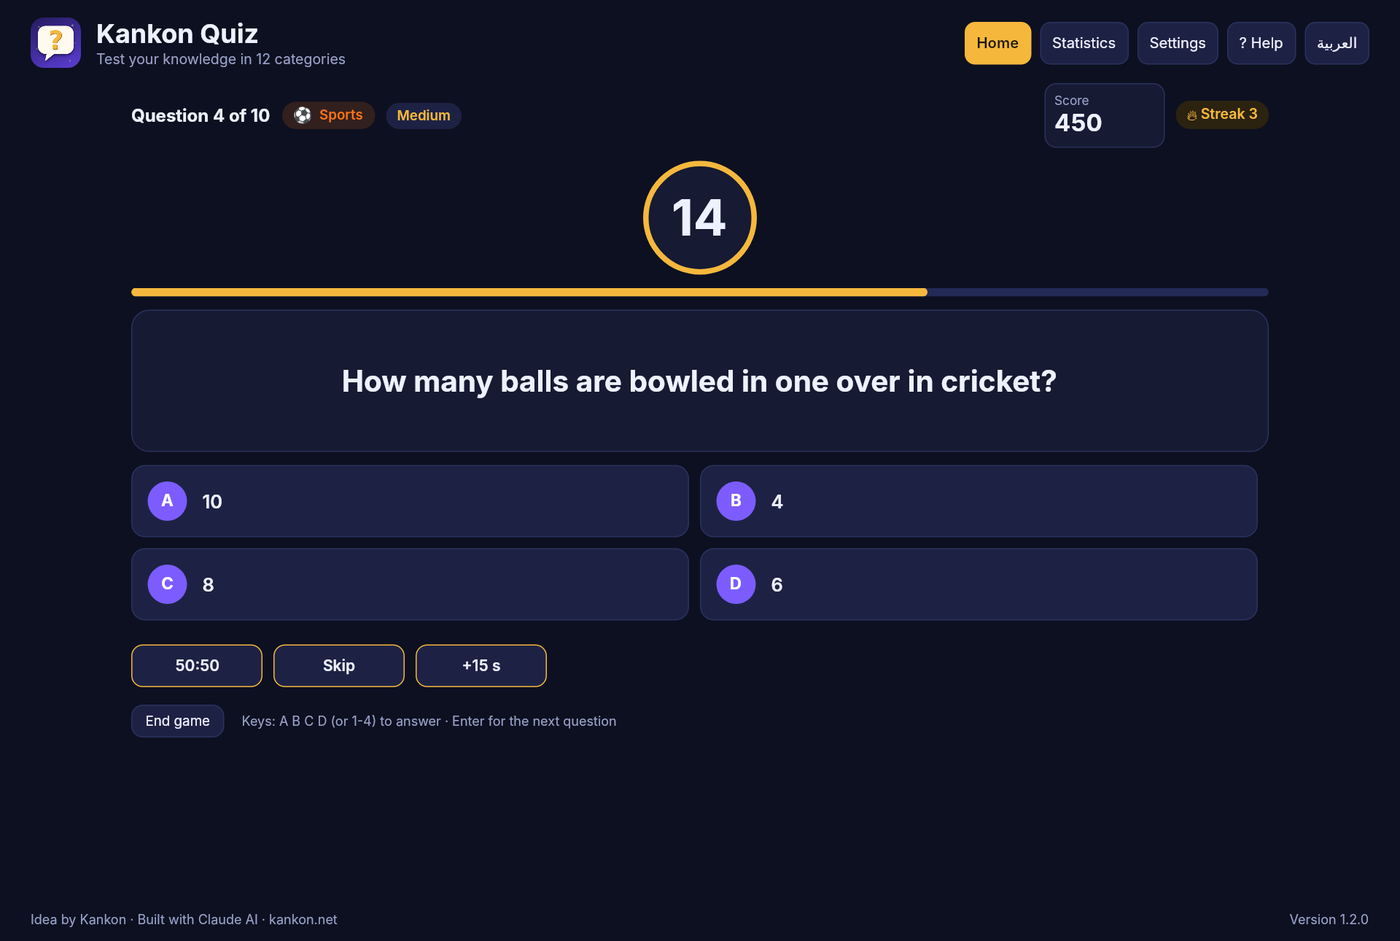 Kankon Quiz
Test your knowledge in 12 categories
Home
Statistics
Settings
? Help
العربية
Question 4 of 10
Sports
Medium
Score
450
Streak 3
14
How many balls are bowled in one over in cricket?
A 10
B 4
C 8
D 6
50:50
Skip
+15 s
End game
Keys: A B C D (or 1-4) to answer · Enter for the next question
Idea by Kankon · Built with Claude AI · kankon.net
Version 1.2.0